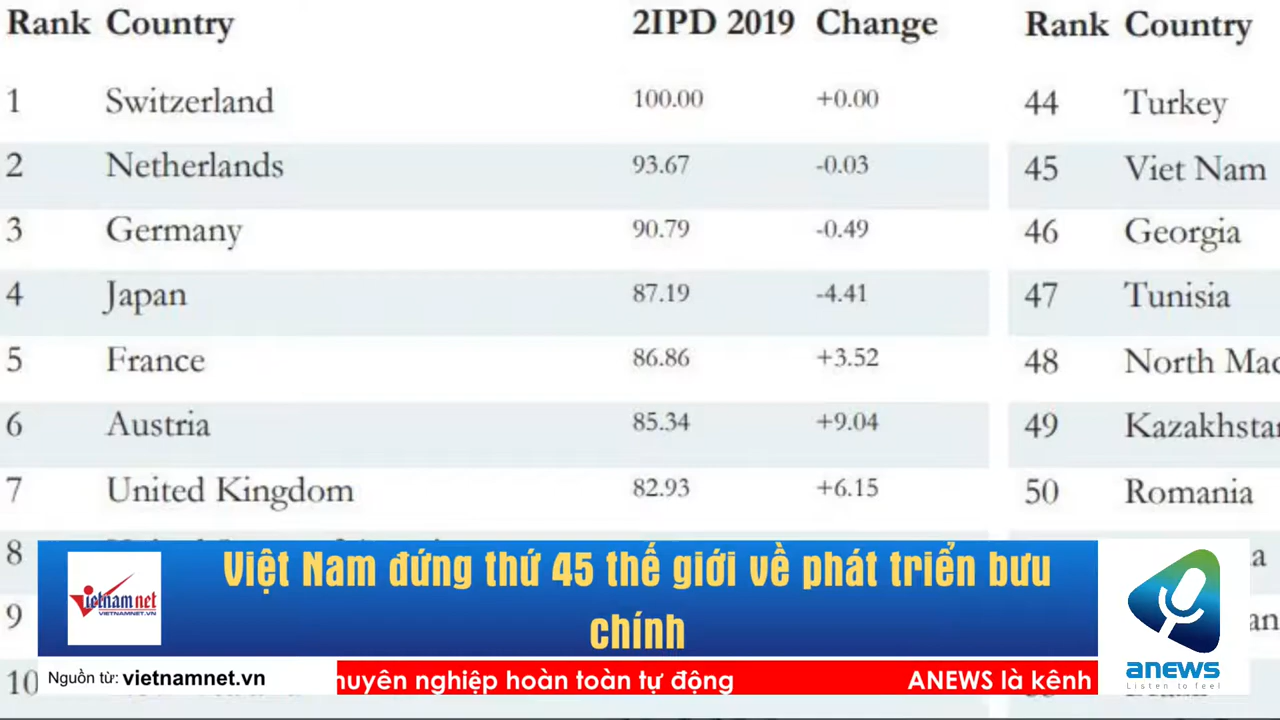 Rank Country 2IPD 2019 Change Rank Country
1 Switzerland 100.00 +0.00 44 Turkey
2 Netherlands 93.67 -0.03 45 Viet Nam
3 Germany 90.79 -0.49 46 Georgia
4 Japan 87.19 -4.41 47 Tunisia
5 France 86.86 +3.52 48 North
6 Austria 85.34 +9.04 49
7 United Kingdom 82.93 +6.15 50 Romania
8
9
10
Việt Nam đứng thứ 45 thế giới về phát triển bưu
chính
vietnamnet
VIETNAMNET.VN
Nguồn từ: vietnamnet.vn
nghiệp hoàn toàn tự động ANEWS là kênh
anews
Listen to feel